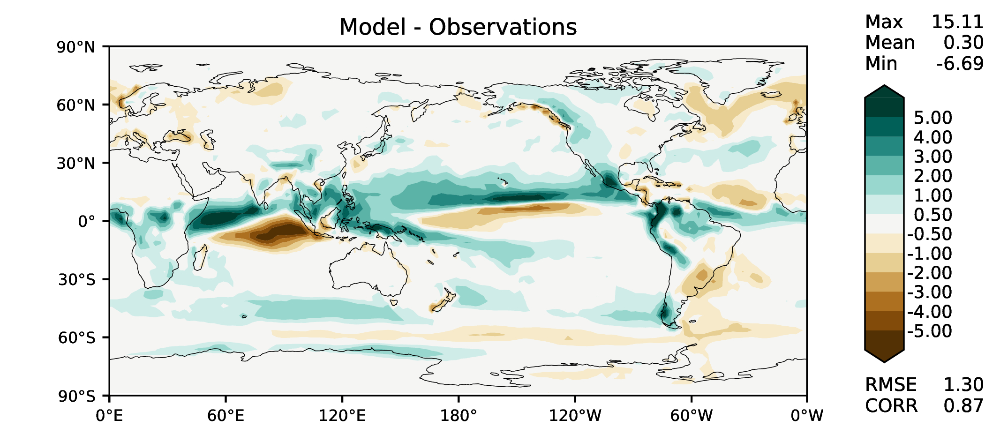 Model - Observations
Max 15.11
Mean 0.30
Min -6.69
90°N
60°N
30°N
0°
30°S
60°S
90°S
0°E 60°E 120°E 180° 120°W 60°W 0°W
5.00
4.00
3.00
2.00
1.00
0.50
-0.50
-1.00
-2.00
-3.00
-4.00
-5.00
RMSE 1.30
CORR 0.87